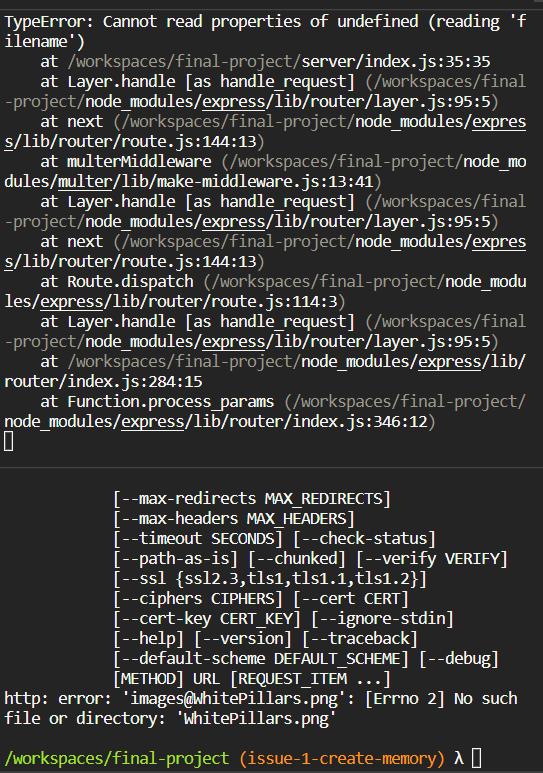 TypeError: Cannot read properties of undefined (reading 'f
ilename')
    at /workspaces/final-project/server/index.js:35:35
    at Layer.handle [as handle_request] (/workspaces/final
-project/node_modules/express/lib/router/layer.js:95:5)
    at next (/workspaces/final-project/node_modules/expres
s/lib/router/route.js:144:13)
    at multerMiddleware (/workspaces/final-project/node_mo
dules/multer/lib/make-middleware.js:13:41)
    at Layer.handle [as handle_request] (/workspaces/final
-project/node_modules/express/lib/router/layer.js:95:5)
    at next (/workspaces/final-project/node_modules/expres
s/lib/router/route.js:144:13)
    at Route.dispatch (/workspaces/final-project/node_modu
les/express/lib/router/route.js:114:3)
    at Layer.handle [as handle_request] (/workspaces/final
-project/node_modules/express/lib/router/layer.js:95:5)
    at /workspaces/final-project/node_modules/express/lib/
router/index.js:284:15
    at Function.process_params (/workspaces/final-project/
node_modules/express/lib/router/index.js:346:12)
            [--max-redirects MAX_REDIRECTS]
            [--max-headers MAX_HEADERS]
            [--timeout SECONDS] [--check-status]
            [--path-as-is] [--chunked] [--verify VERIFY]
            [--ssl {ssl2.3,tls1,tls1.1,tls1.2}]
            [--ciphers CIPHERS] [--cert CERT]
            [--cert-key CERT_KEY] [--ignore-stdin]
            [--help] [--version] [--traceback]
            [--default-scheme DEFAULT_SCHEME] [--debug]
            [METHOD] URL [REQUEST_ITEM ...]
http: error: 'images@WhitePillars.png': [Errno 2] No such
file or directory: 'WhitePillars.png'
/workspaces/final-project (issue-1-create-memory) λ